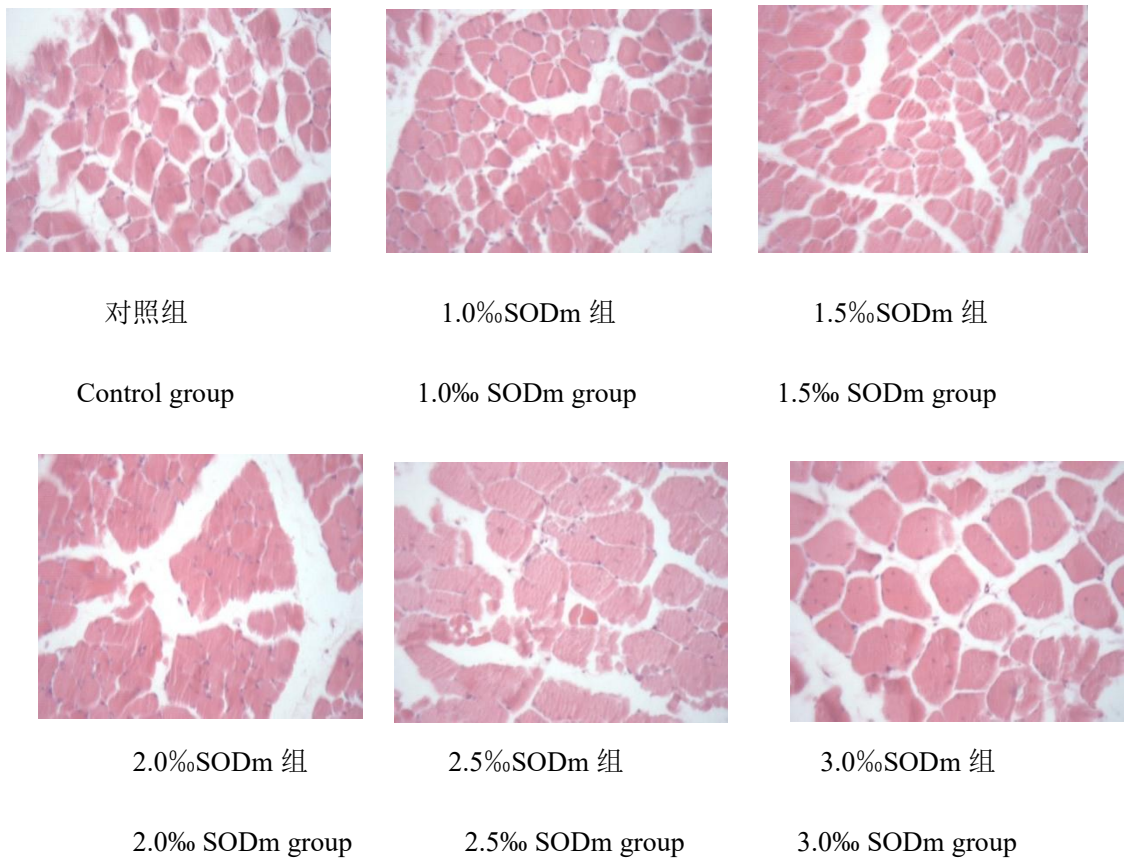 对照组 1.0‰SODm 组 1.5‰SODm 组
Control group 1.0‰ SODm group 1.5‰ SODm group
2.0‰SODm 组 2.5‰SODm 组 3.0‰SODm 组
2.0‰ SODm group 2.5‰ SODm group 3.0‰ SODm group